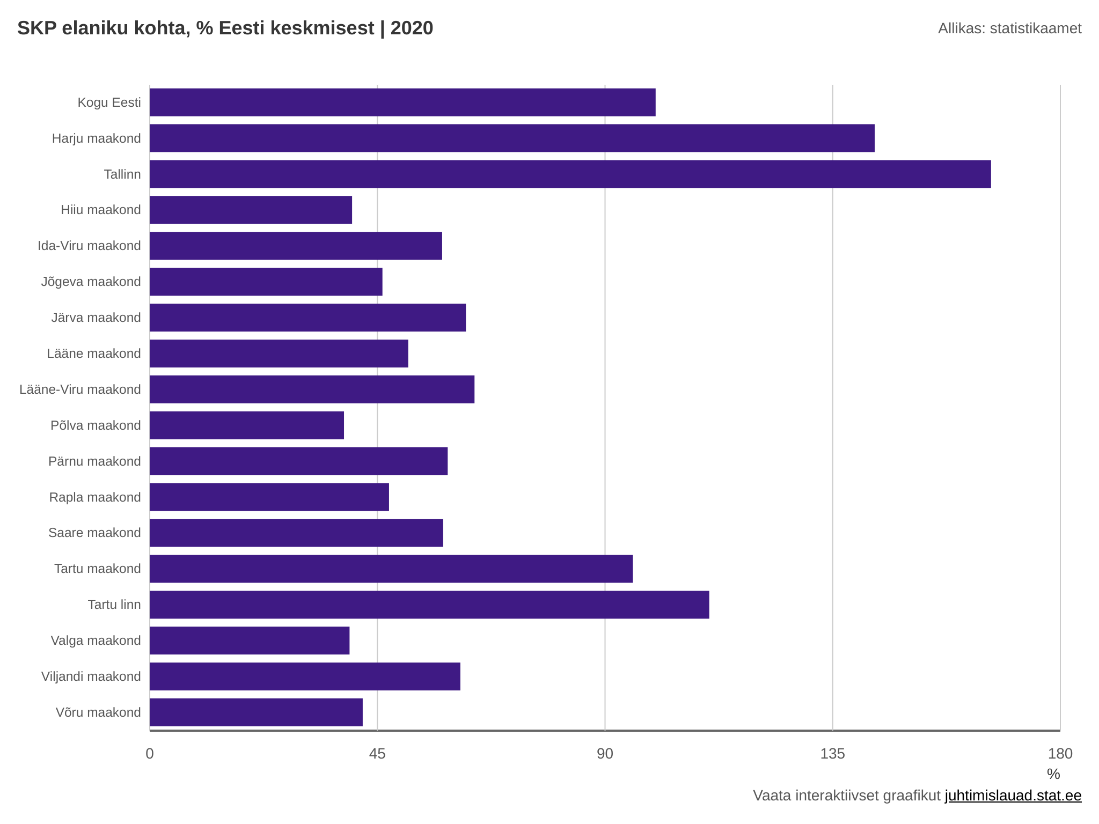 SKP elaniku kohta, % Eesti keskmisest | 2020
Allikas: statistikaamet
Kogu Eesti
Harju maakond
Tallinn
Hiiu maakond
Ida-Viru maakond
Jõgeva maakond
Järva maakond
Lääne maakond
Lääne-Viru maakond
Põlva maakond
Pärnu maakond
Rapla maakond
Saare maakond
Tartu maakond
Tartu linn
Valga maakond
Viljandi maakond
Võru maakond
0 45 90 135 180
%
Vaata interaktiivset graafikut juhtimislauad.stat.ee